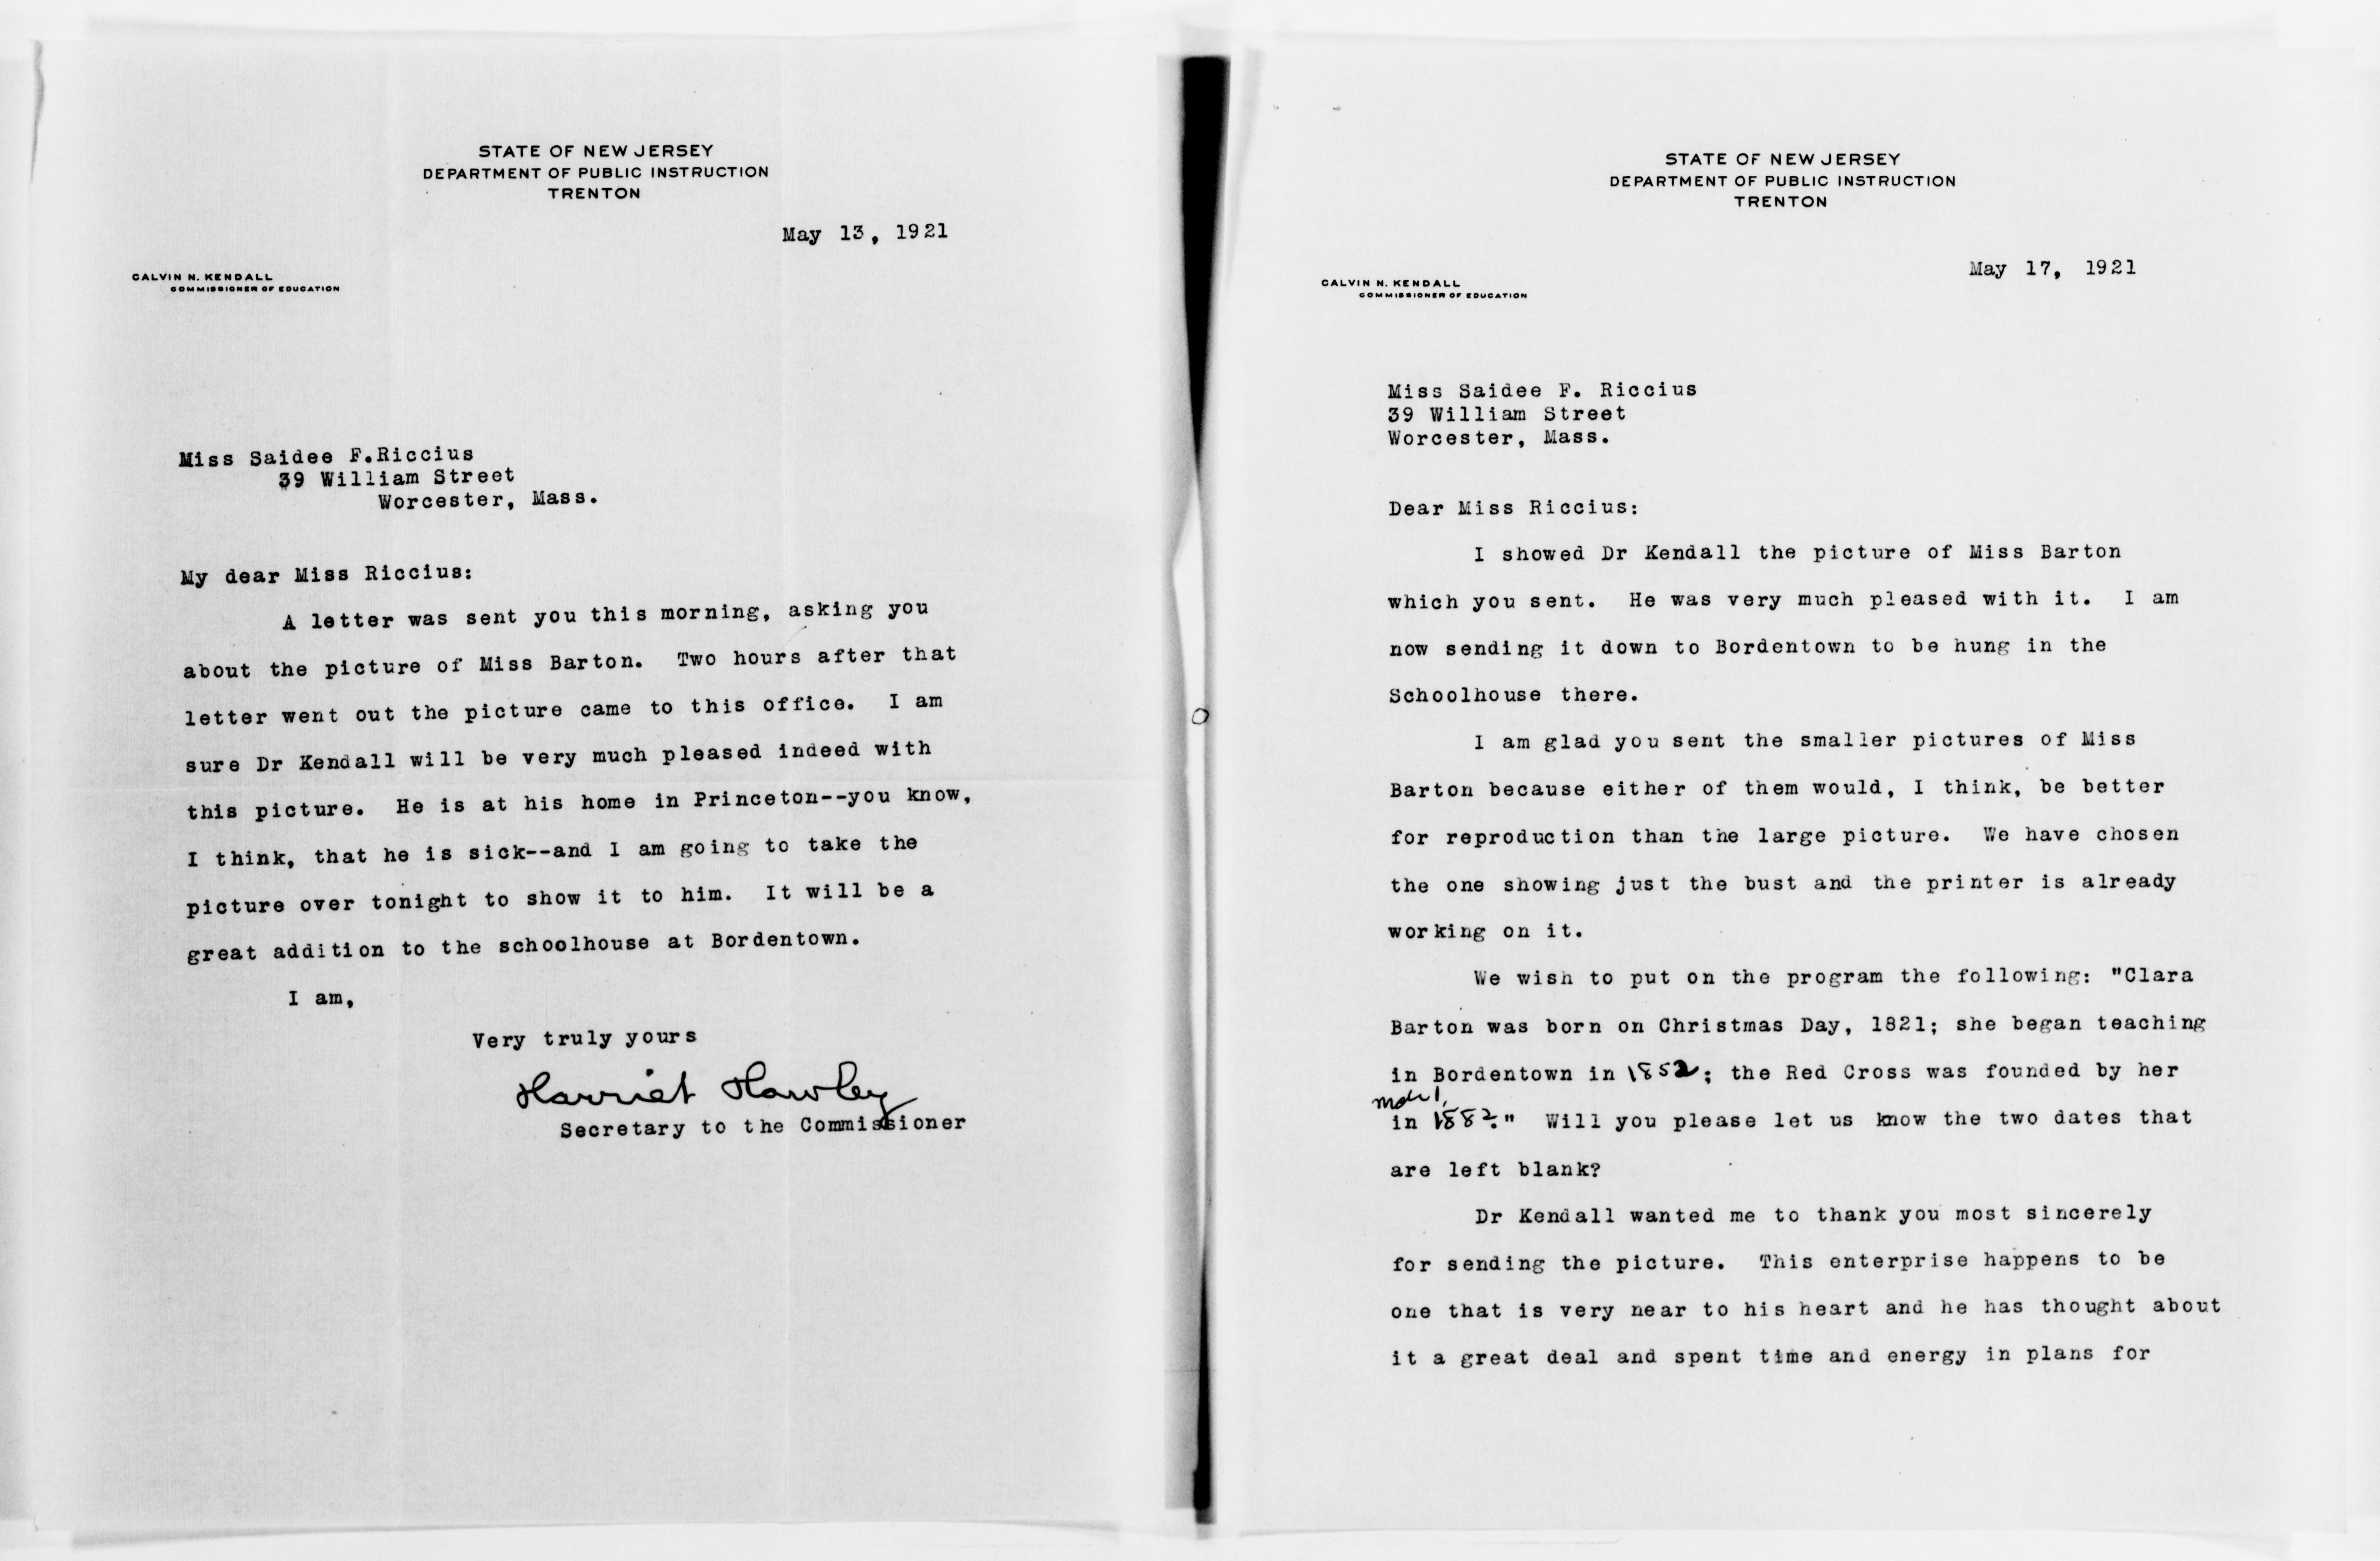 STATE OF NEW JERSEY
DEPARTMENT OF PUBLIC INSTRUCTION
TRENTON
May 13, 1921
CALVIN N. KENDALL
COMMISSIONER OF EDUCATION
Miss Saidee F.Riccius
39 William Street
Worcester, Mass.
My dear Miss Riccius:
A letter was sent you this morning, asking you
about the picture of Miss Barton. Two hours after that
letter went out the picture came to this office. I am
sure Dr Kendall will be very much pleased indeed with
this picture. He is at his home in Princeton--you know,
I think, that he is sick--and I am going to take the
picture over tonight to show it to him. It will be a
great addition to the schoolhouse at Bordentown.
I am,
Very truly yours
Harriet Hawley
Secretary to the Commissioner
STATE OF NEW JERSEY
DEPARTMENT OF PUBLIC INSTRUCTION
TRENTON
May 17, 1921
CALVIN N. KENDALL
COMMISSIONER OF EDUCATION
Miss Saidee F. Riccius
39 William Street
Worcester, Mass.
Dear Miss Riccius:
I showed Dr Kendall the picture of Miss Barton
which you sent. He was very much pleased with it. I am
now sending it down to Bordentown to be hung in the
Schoolhouse there.
I am glad you sent the smaller pictures of Miss
Barton because either of them would, I think, be better
for reproduction than the large picture. We have chosen
the one showing just the bust and the printer is already
working on it.
We wish to put on the program the following: "Clara
Barton was born on Christmas Day, 1821; she began teaching
in Bordentown in 1852; the Red Cross was founded by her
in 1882." Will you please let us know the two dates that
are left blank?
Dr Kendall wanted me to thank you most sincerely
for sending the picture. This enterprise happens to be
one that is very near to his heart and he has thought about
it a great deal and spent time and energy in plans for